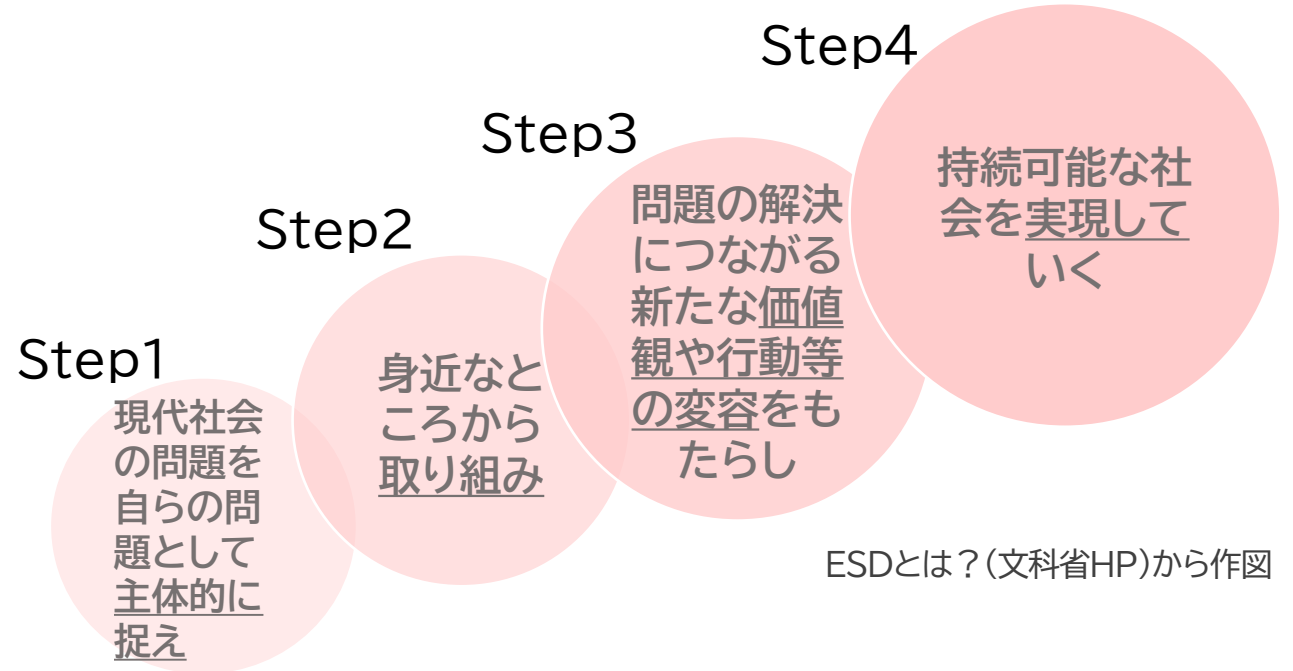 Step1
現代社会
の問題を
自らの問
題として
主体的に
捉え
Step2
身近なと
ころから
取り組み
Step3
問題の解決
につながる
新たな価値
観や行動等
の変容をも
たらし
Step4
持続可能な社
会を実現して
いく
ESDとは？(文科省HP)から作図